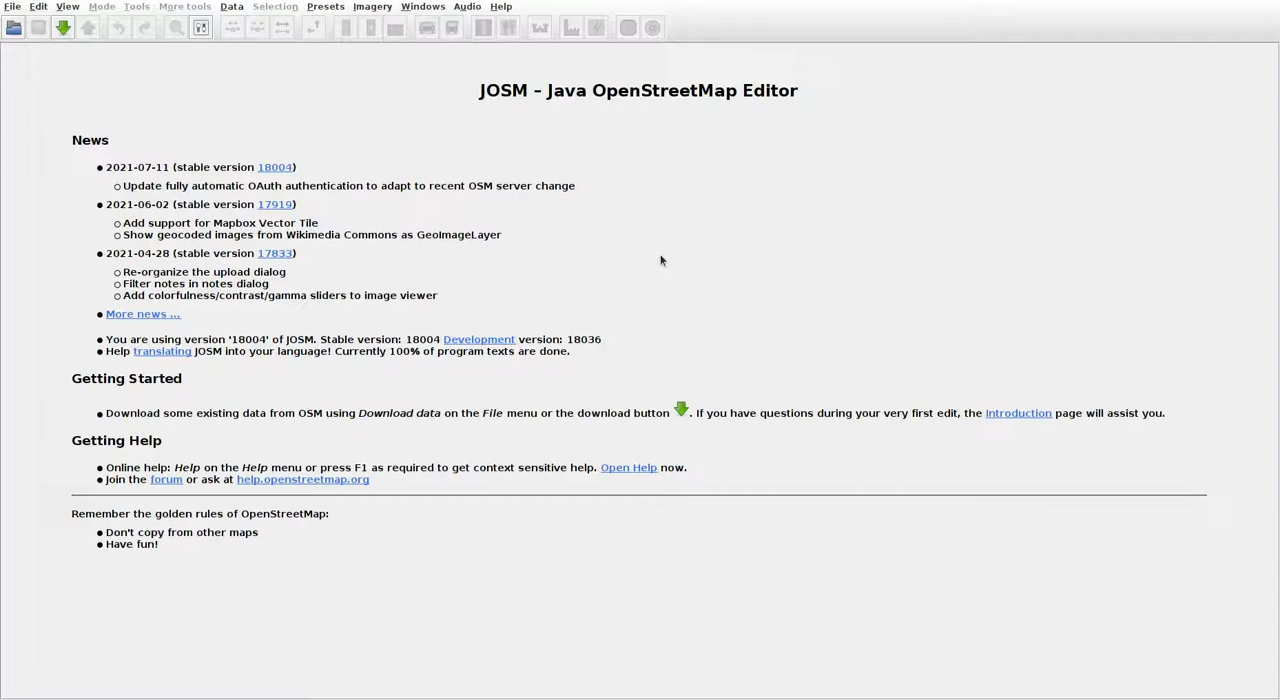 File Edit View Mode Tools More tools Data Selection Presets Imagery Windows Audio Help
JOSM – Java OpenStreetMap Editor
News
2021-07-11 (stable version 18004)
Update fully automatic OAuth authentication to adapt to recent OSM server change
2021-06-02 (stable version 17919)
Add support for Mapbox Vector Tile
Show geocoded images from Wikimedia Commons as GeoImageLayer
2021-04-28 (stable version 17833)
Re-organize the upload dialog
Filter notes in notes dialog
Add colorfulness/contrast/gamma sliders to image viewer
More news ...
You are using version '18004' of JOSM. Stable version: 18004 Development version: 18036
Help translating JOSM into your language! Currently 100% of program texts are done.
Getting Started
Download some existing data from OSM using Download data on the File menu or the download button . If you have questions during your very first edit, the Introduction page will assist you.
Getting Help
Online help: Help on the Help menu or press F1 as required to get context sensitive help. Open Help now.
Join the forum or ask at help.openstreetmap.org
Remember the golden rules of OpenStreetMap:
Don't copy from other maps
Have fun!